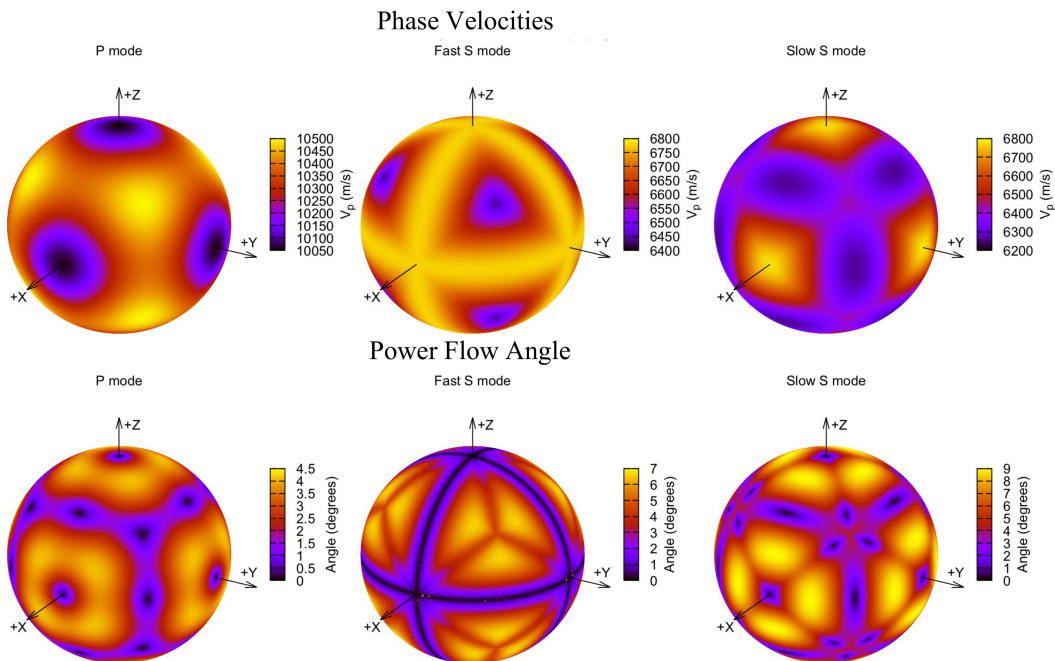 Phase Velocities
P mode
Fast S mode
Slow S mode
+Z
+Y
+X
10500
10450
10400
10350
10300
10250
10200
10150
10100
10050
Vp (m/s)
+Z
+Y
+X
6800
6750
6700
6650
6600
6550
6500
6450
6400
Vp (m/s)
+Z
+Y
+X
6800
6700
6600
6500
6400
6300
6200
Vp (m/s)
Power Flow Angle
P mode
Fast S mode
Slow S mode
+Z
+Y
+X
4.5
4
3.5
3
2.5
2
1.5
1
0.5
0
Angle (degrees)
+Z
+Y
+X
7
6
5
4
3
2
1
0
Angle (degrees)
+Z
+Y
+X
9
8
7
6
5
4
3
2
1
0
Angle (degrees)